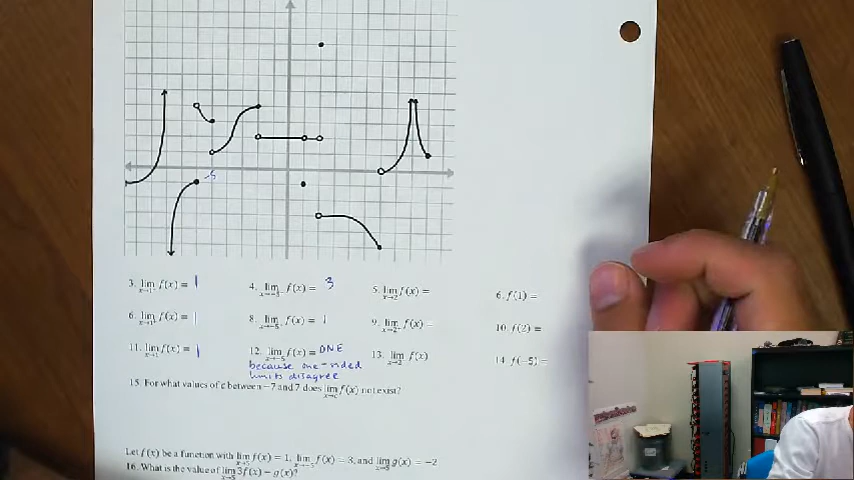 -5
3. lim x→1⁻ f(x) = 1 4. lim x→-5⁻ f(x) = 3 5. lim x→2⁻ f(x) = 6. f(1) =
6. lim x→1⁺ f(x) = 1 8. lim x→-5⁺ f(x) = 1 9. lim x→2⁺ f(x) = 10. f(2) =
11. lim x→1 f(x) = 1 12. lim x→-5 f(x) = DNE 13. lim x→2 f(x) 14. f(-5) =
because one-sided
limits disagree
15. For what values of c between -7 and 7 does lim x→c f(x) not exist?
Let f(x) be a function with lim f(x) = 1, lim f(x) = 3, and lim g(x) = -2
16. What is the value of lim 3f(x) - g(x)?